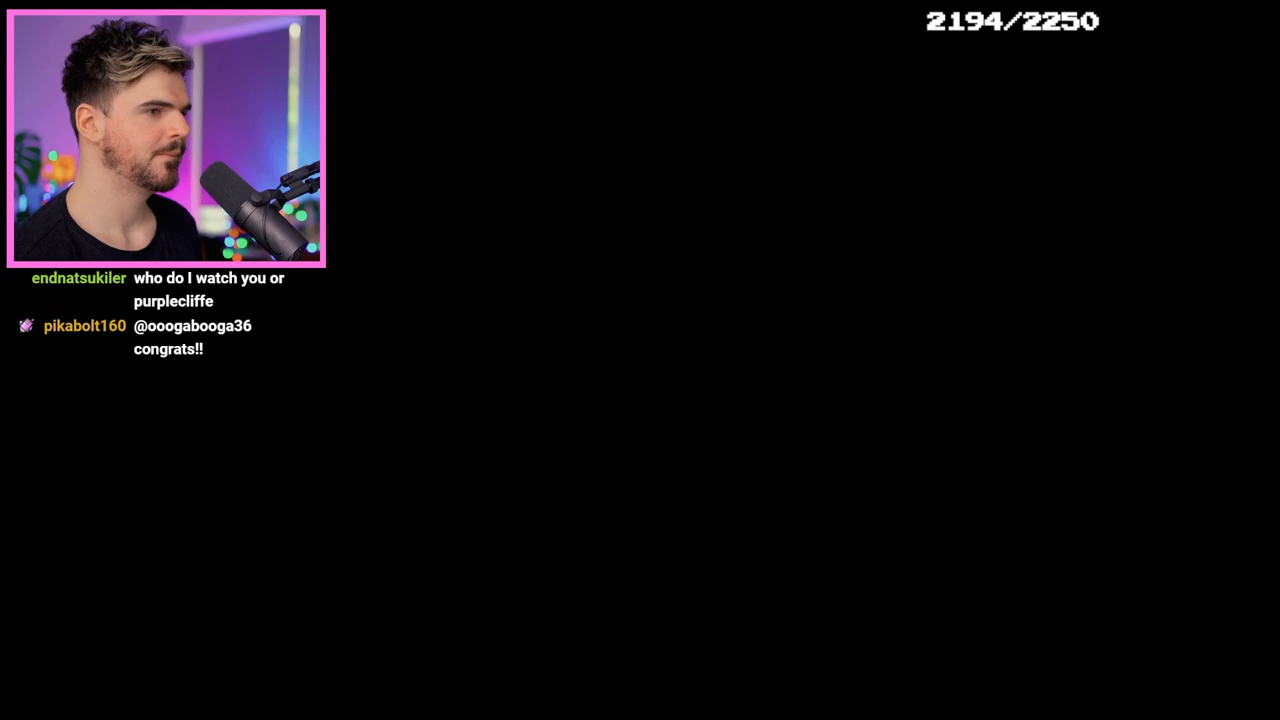 2194/2250
endnatsukiler who do I watch you or
purplecliffe
pikabolt160 @ooogabooga36
congrats!!